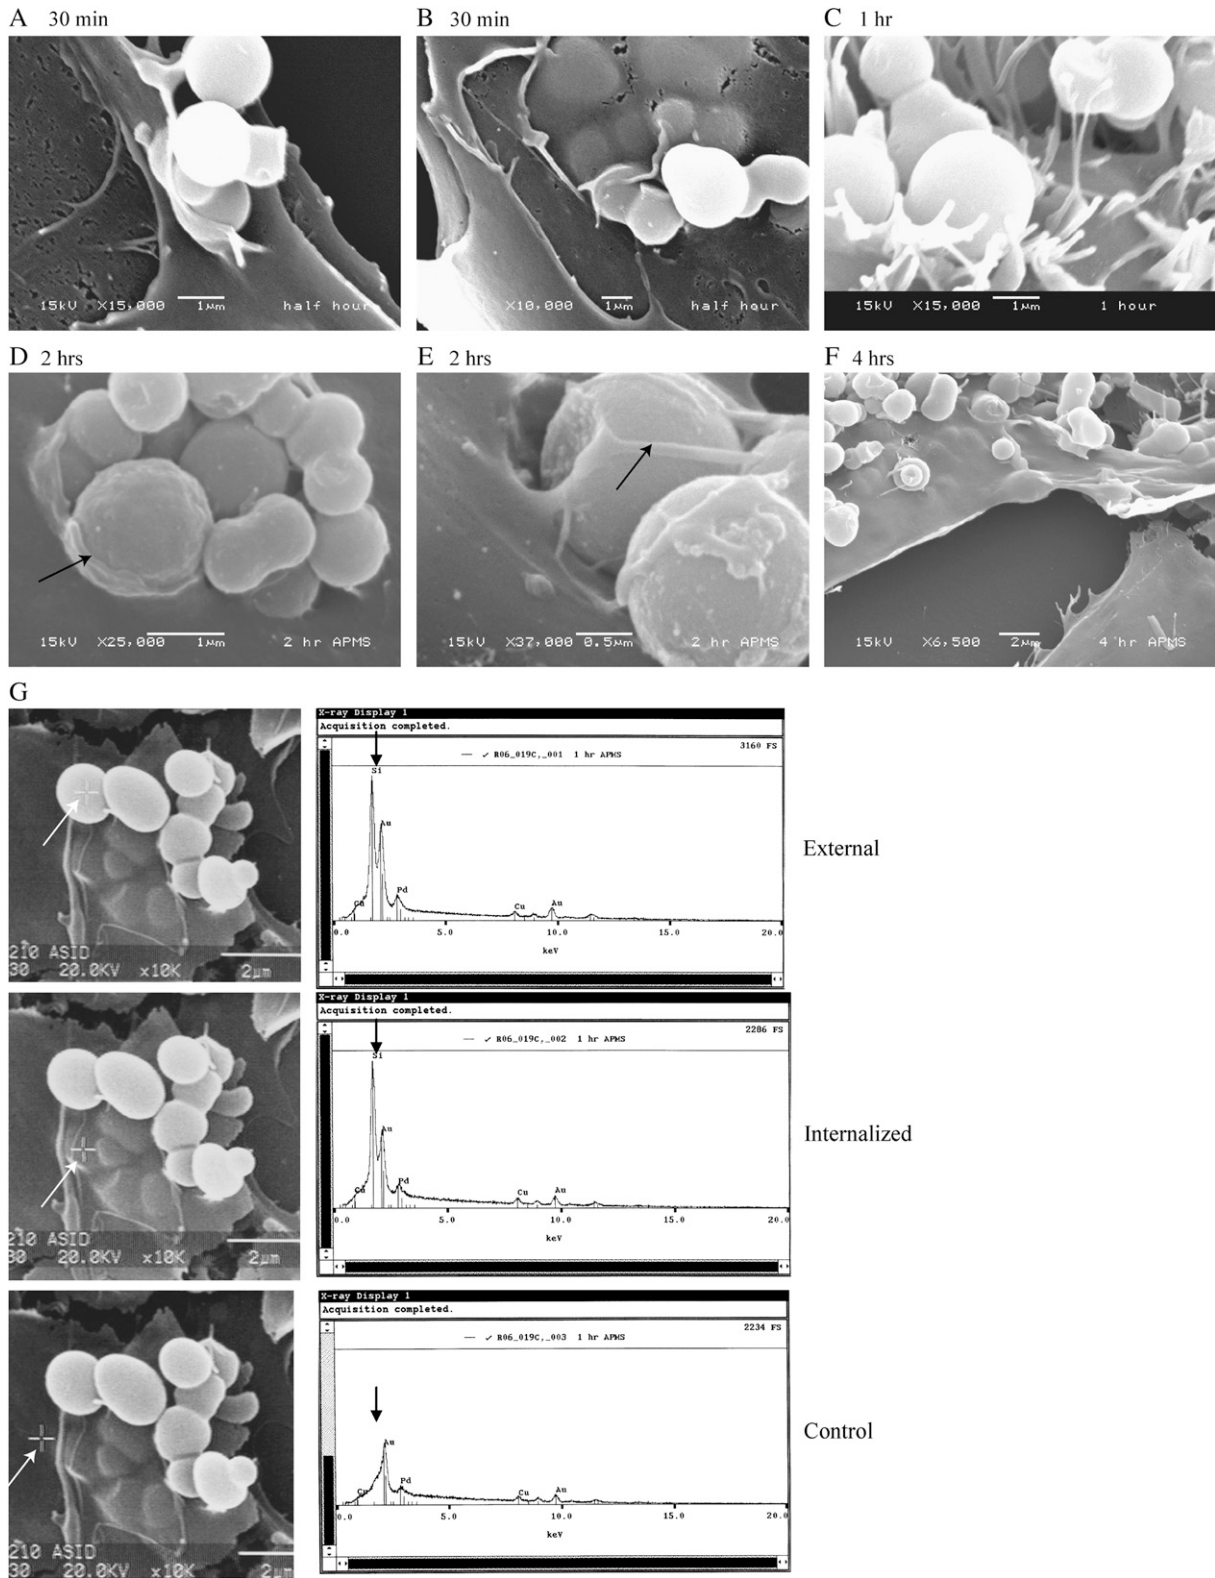 A 30 min
B 30 min
C 1 hr
15kV X15,000 1µm half hour
X10,000 1µm half hour
15kV X15,000 1µm 1 hour
D 2 hrs
E 2 hrs
F 4 hrs
15kV X25,000 1µm 2 hr APMS
15kV X37,000 0.5µm 2 hr APMS
15kV X6,500 2µm 4 hr APMS
G
X-ray Display 1
Acquisition completed.
3160 FS
R06_019C,_001 1 hr APMS
Si
Au
Pd
Cu
Cu
Au
0.0 5.0 10.0 15.0 20.0
keV
External
210 ASID
30 20.0KV x10K 2µm
X-ray Display 1
Acquisition completed.
2286 FS
R06_019C,_002 1 hr APMS
Si
Au
Pd
Cu
Cu
Au
0.0 5.0 10.0 15.0 20.0
keV
Internalized
210 ASID
30 20.0KV x10K 2µm
X-ray Display 1
Acquisition completed.
2234 FS
R06_019C,_003 1 hr APMS
Au
Pd
Cu
Cu
Au
0.0 5.0 10.0 15.0 20.0
keV
Control
210 ASID
30 20.0KV x10K 2µm